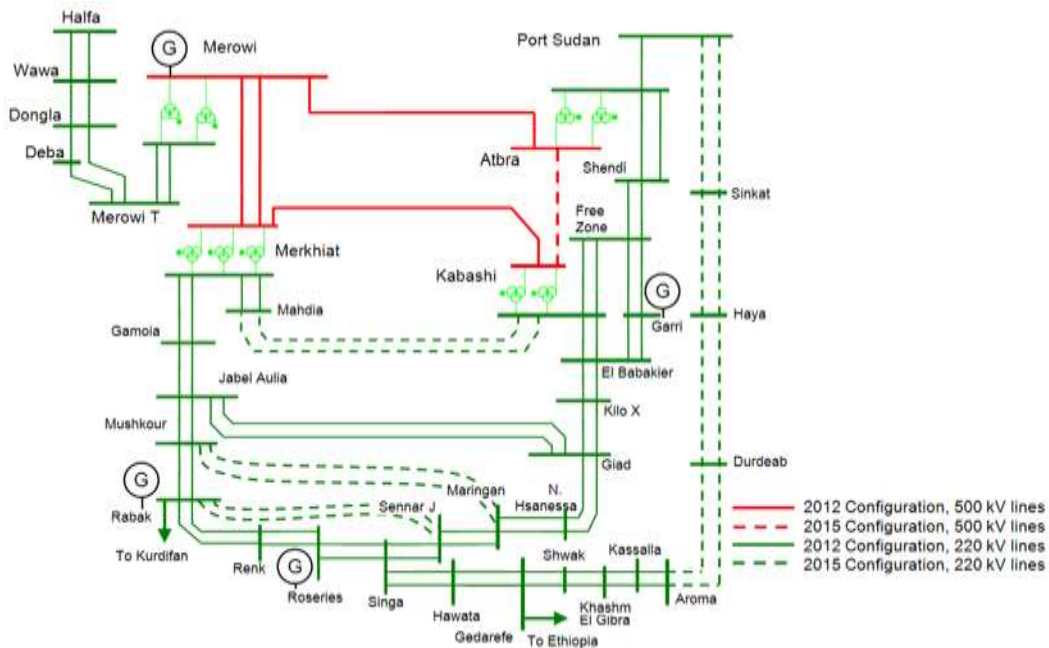 Halfa
Port Sudan
G
Merowi
Wawa
Dongla
Deba
Atbra
Shendi
Sinkat
Merowi T
Free
Zone
Merkhiat
Kabashi
G
Mahdia
Garri
Haya
Gamola
El Babakier
Jabel Aulia
Kilo X
Mushkour
Giad
Durdeab
G
Maringan
N.
Hsanessa
Rabak
Sennar J
2012 Configuration, 500 kV lines
2015 Configuration, 500 kV lines
2012 Configuration, 220 kV lines
2015 Configuration, 220 kV lines
To Kurdifan
Renk
G
Shwak
Kassalla
Roseries
Singa
Hawata
Khashm
El Gibra
Aroma
Gedarefe
To Ethiopia